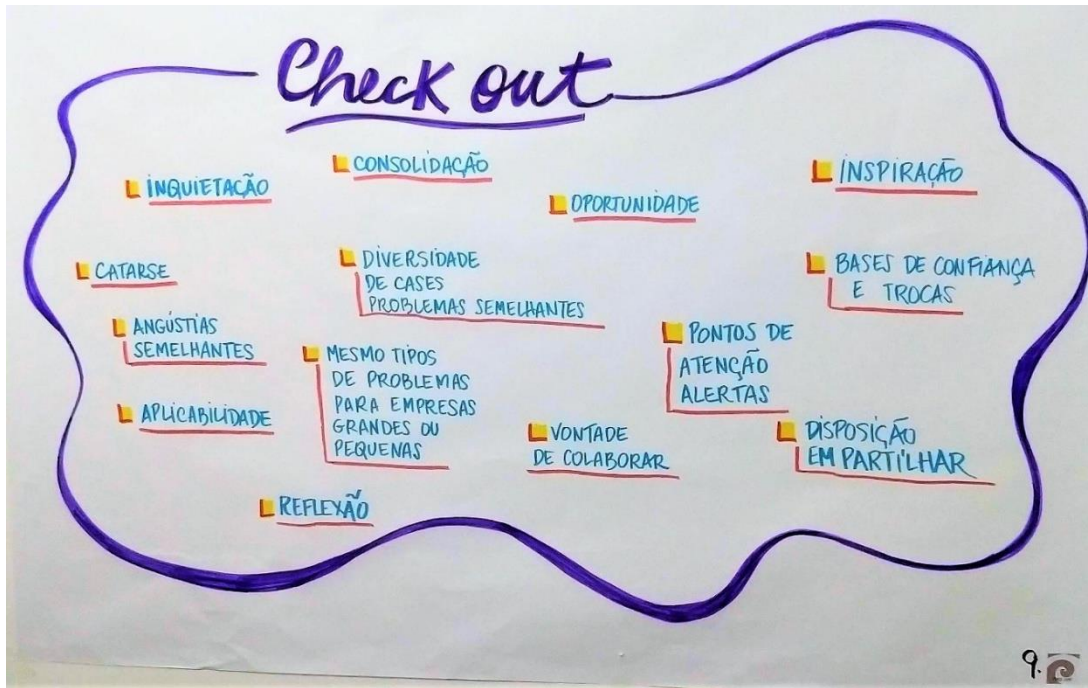 Check out
INQUIETAÇÃO
CONSOLIDAÇÃO
OPORTUNIDADE
INSPIRAÇÃO
CATARSE
DIVERSIDADE
DE CASES
PROBLEMAS SEMELHANTES
BASES DE CONFIANÇA
E TROCAS
ANGÚSTIAS
SEMELHANTES
MESMO TIPOS
DE PROBLEMAS
PARA EMPRESAS
GRANDES OU
PEQUENAS
PONTOS DE
ATENÇÃO
ALERTAS
APLICABILIDADE
VONTADE
DE COLABORAR
DISPOSIÇÃO
EM PARTILHAR
REFLEXÃO
9.